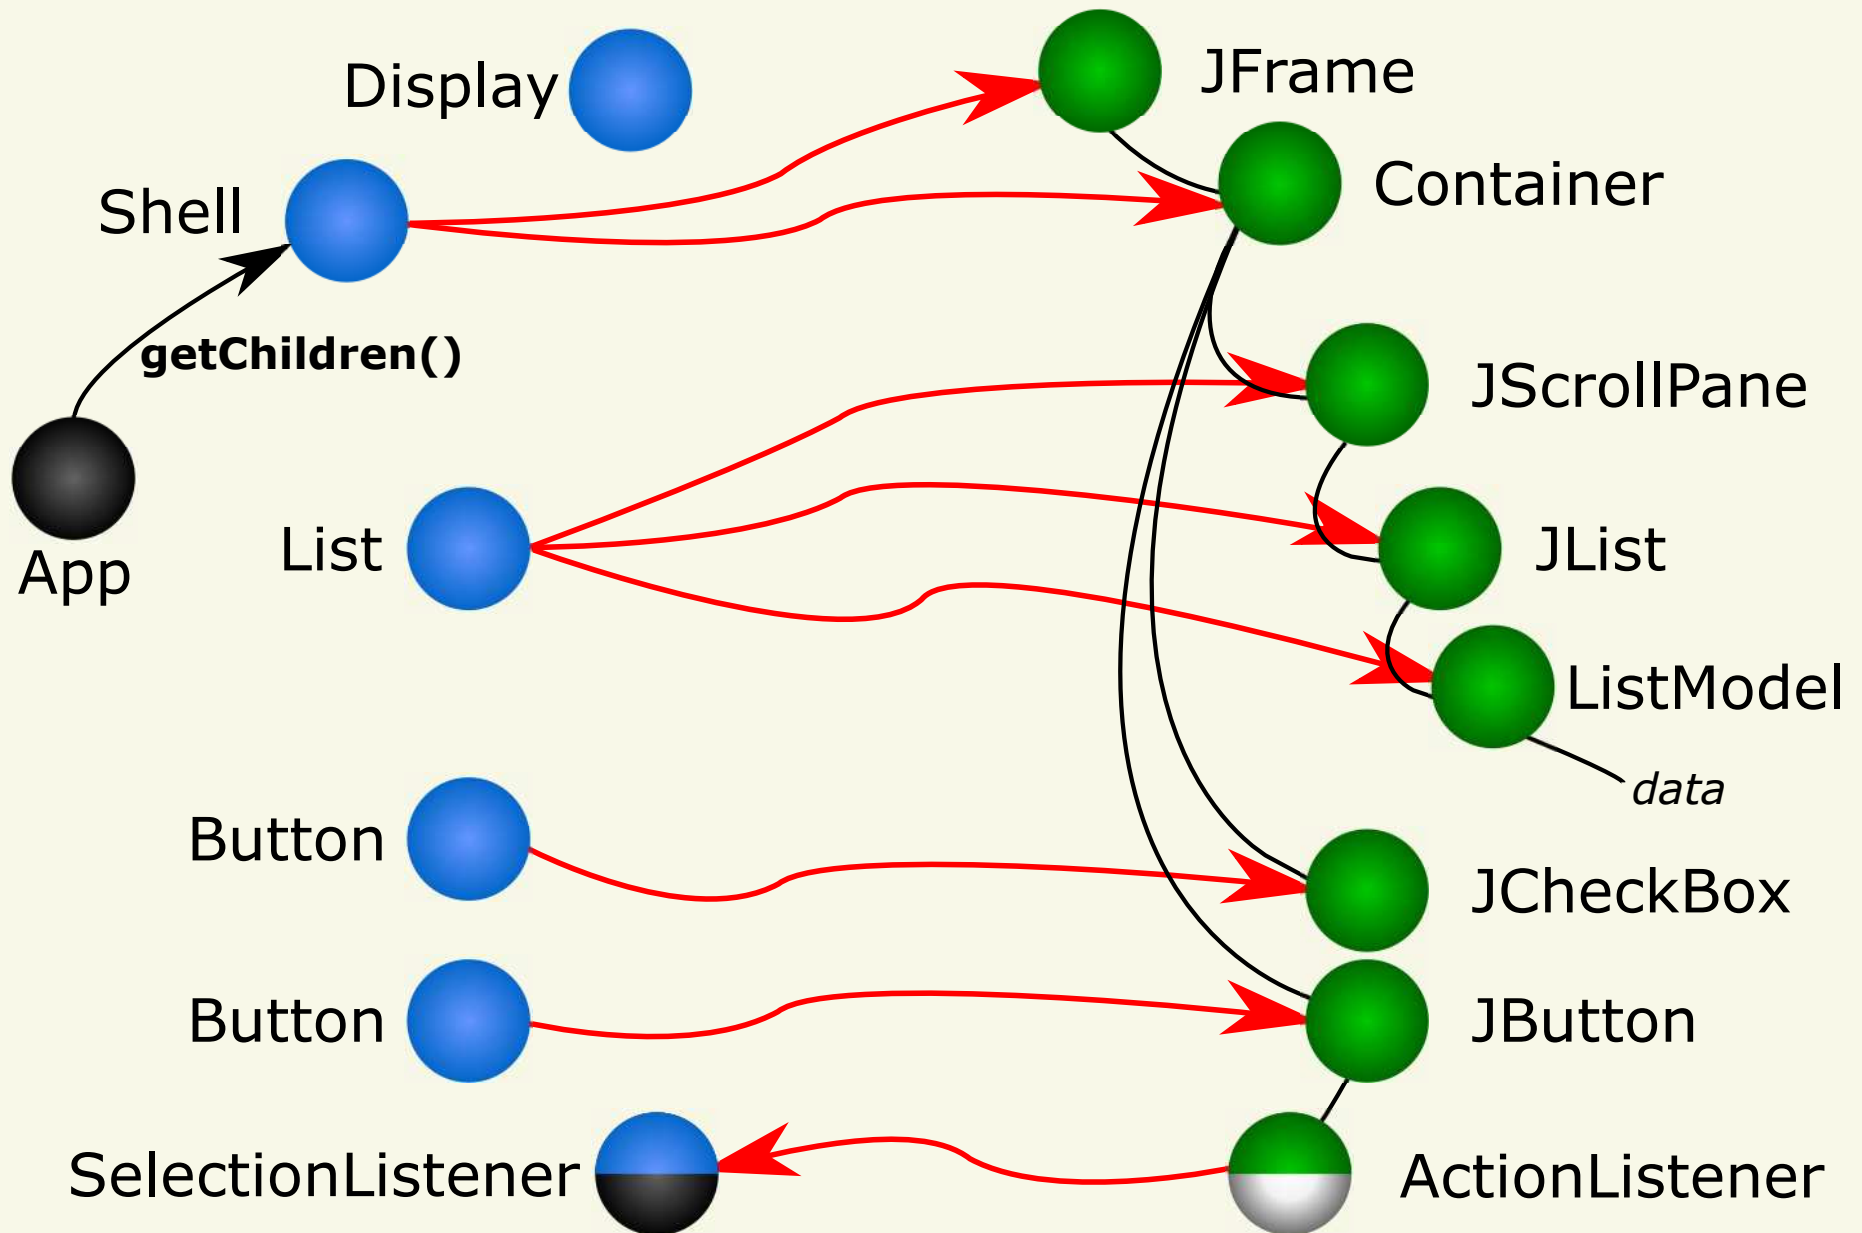 Display
JFrame
Shell
Container
getChildren()
JScrollPane
App
List
JList
ListModel
data
Button
JCheckBox
Button
JButton
SelectionListener
ActionListener